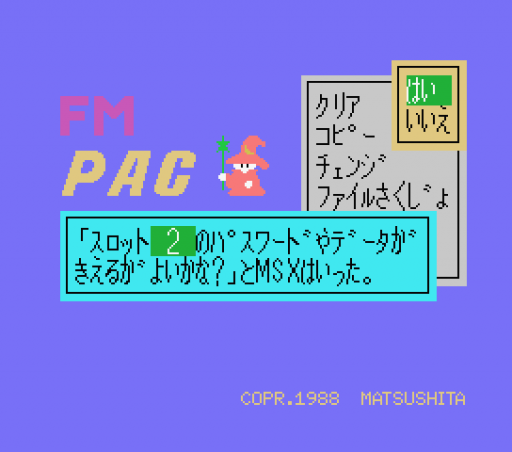 FM
PAC
クリア
コピー
チェンジ
ファイルさくじょ
はい
いいえ
「スロット 2 のパスワードやデータが
きえるが よいかな?」とMSXはいった。
COPR.1988 MATSUSHITA